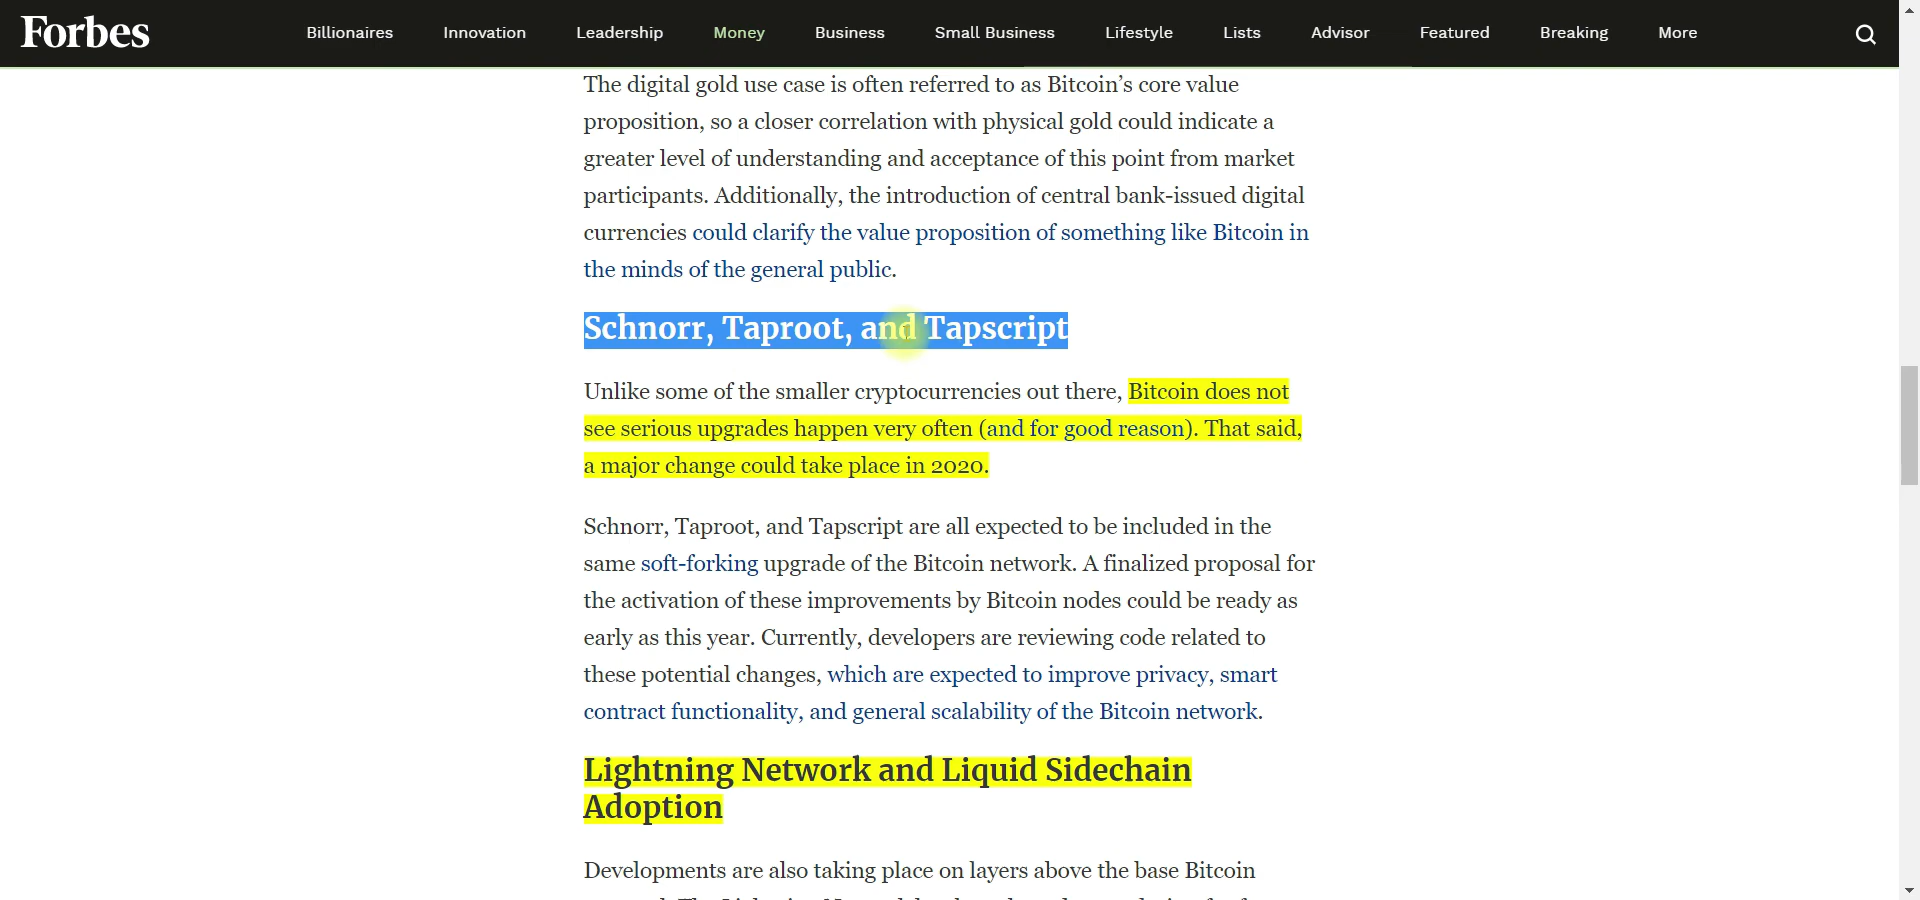 Forbes
Billionaires Innovation Leadership Money Business Small Business Lifestyle Lists Advisor Featured Breaking More
The digital gold use case is often referred to as Bitcoin’s core value
proposition, so a closer correlation with physical gold could indicate a
greater level of understanding and acceptance of this point from market
participants. Additionally, the introduction of central bank-issued digital
currencies could clarify the value proposition of something like Bitcoin in
the minds of the general public.
Schnorr, Taproot, and Tapscript
Unlike some of the smaller cryptocurrencies out there, Bitcoin does not
see serious upgrades happen very often (and for good reason). That said,
a major change could take place in 2020.
Schnorr, Taproot, and Tapscript are all expected to be included in the
same soft-forking upgrade of the Bitcoin network. A finalized proposal for
the activation of these improvements by Bitcoin nodes could be ready as
early as this year. Currently, developers are reviewing code related to
these potential changes, which are expected to improve privacy, smart
contract functionality, and general scalability of the Bitcoin network.
Lightning Network and Liquid Sidechain
Adoption
Developments are also taking place on layers above the base Bitcoin